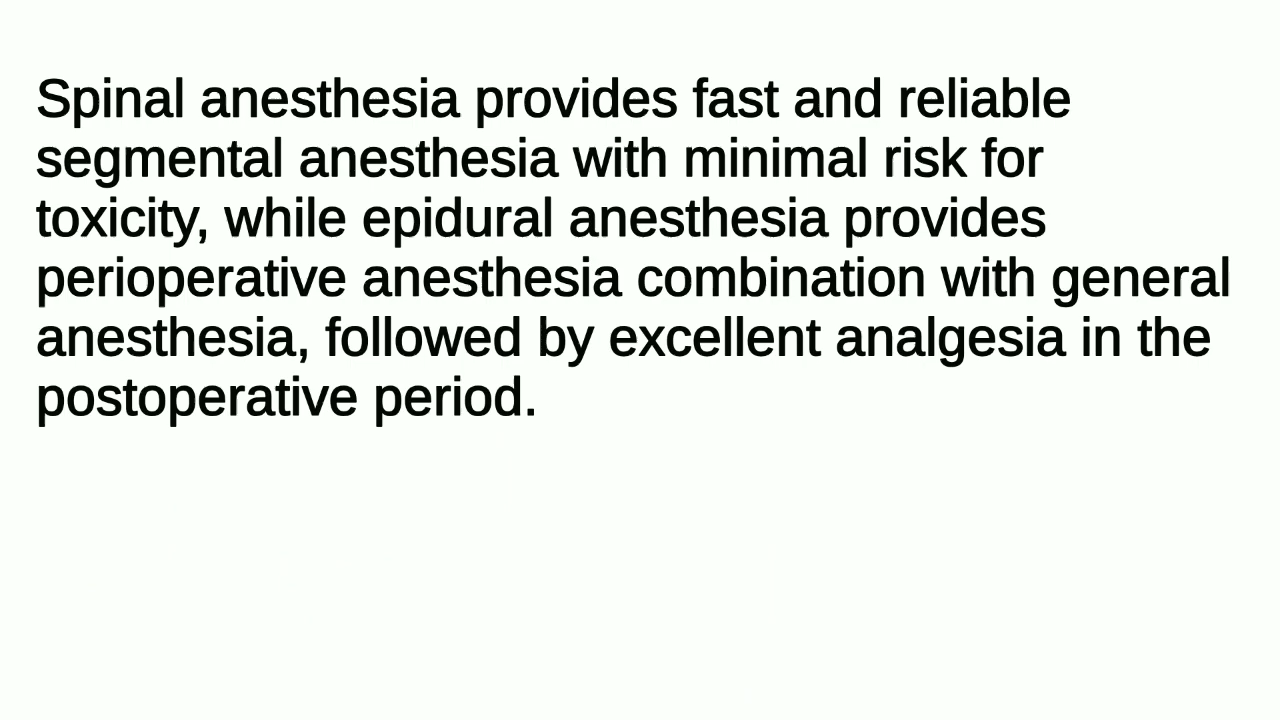 Spinal anesthesia provides fast and reliable
segmental anesthesia with minimal risk for
toxicity, while epidural anesthesia provides
perioperative anesthesia combination with general
anesthesia, followed by excellent analgesia in the
postoperative period.